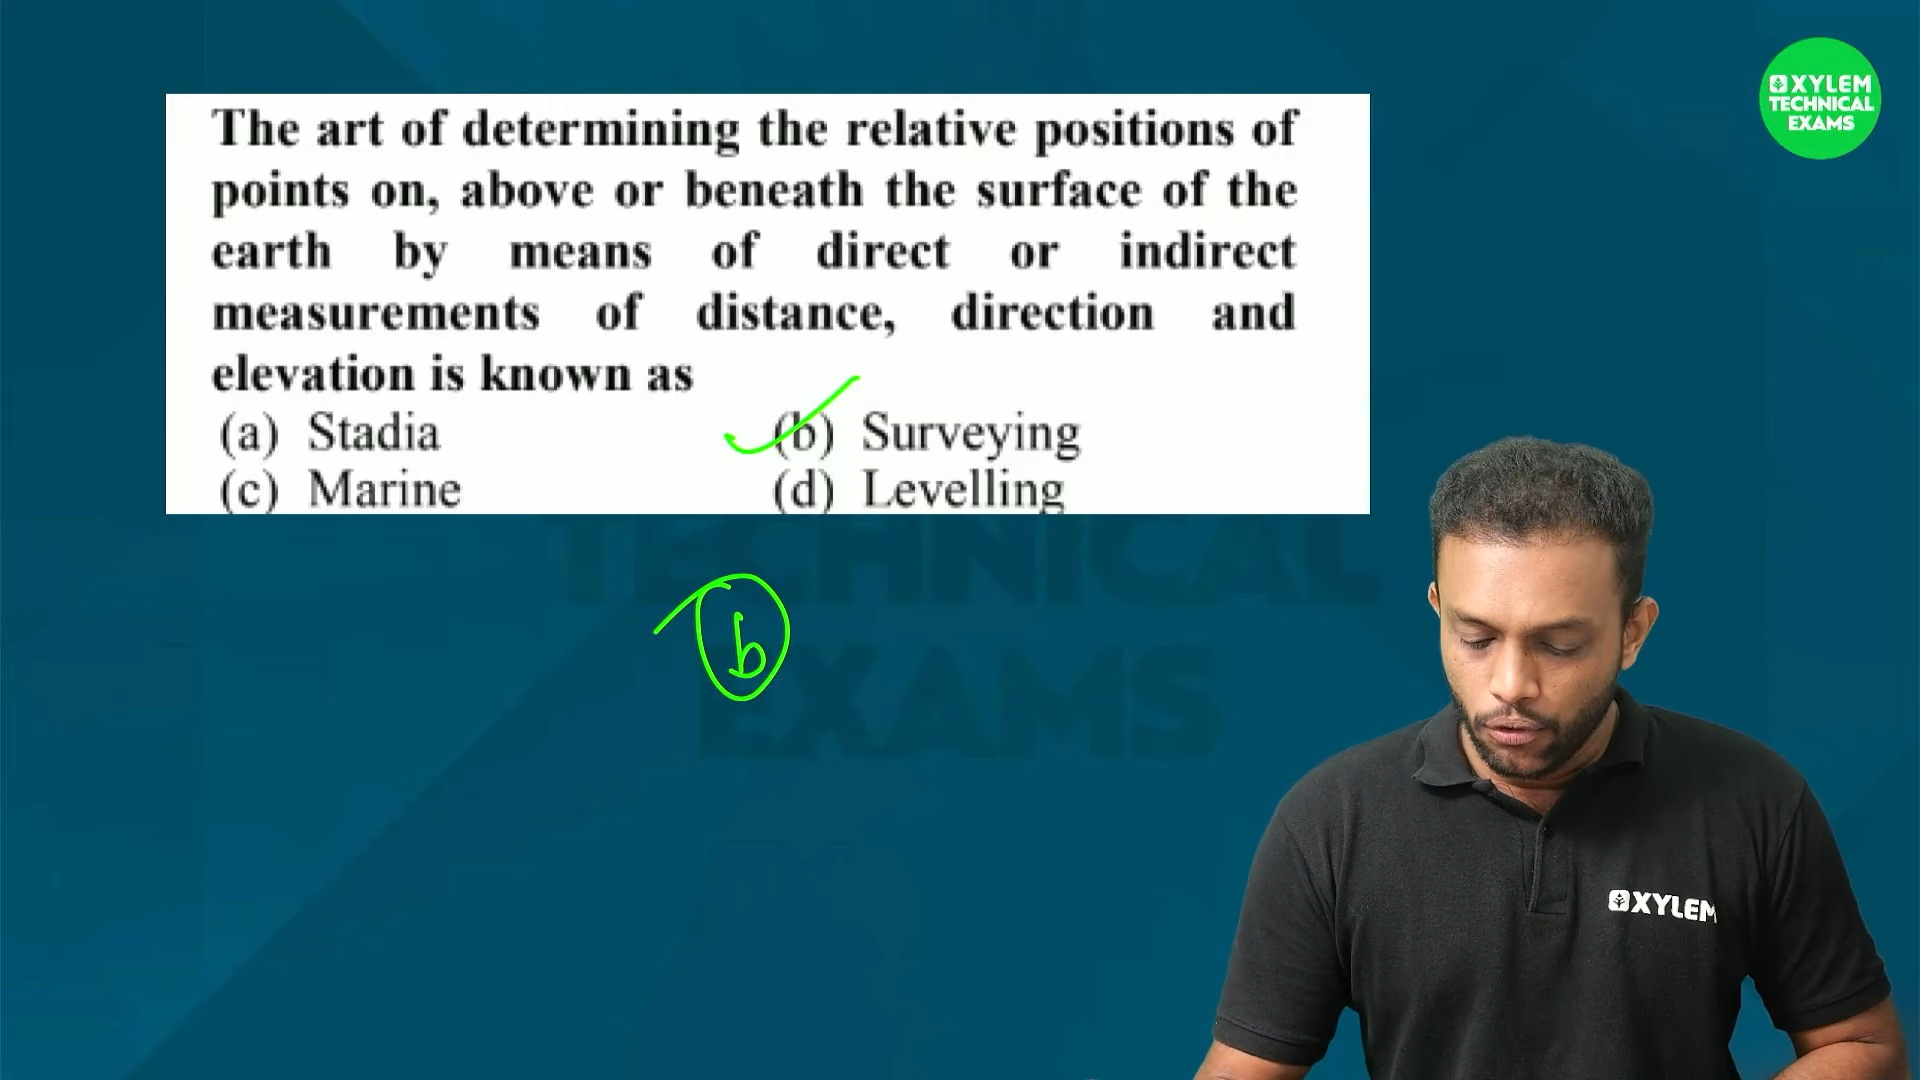 XYLEM
TECHNICAL
EXAMS
The art of determining the relative positions of
points on, above or beneath the surface of the
earth by means of direct or indirect
measurements of distance, direction and
elevation is known as
(a) Stadia (b) Surveying
(c) Marine (d) Levelling
TECHNICAL
b
EXAMS
XYLEM